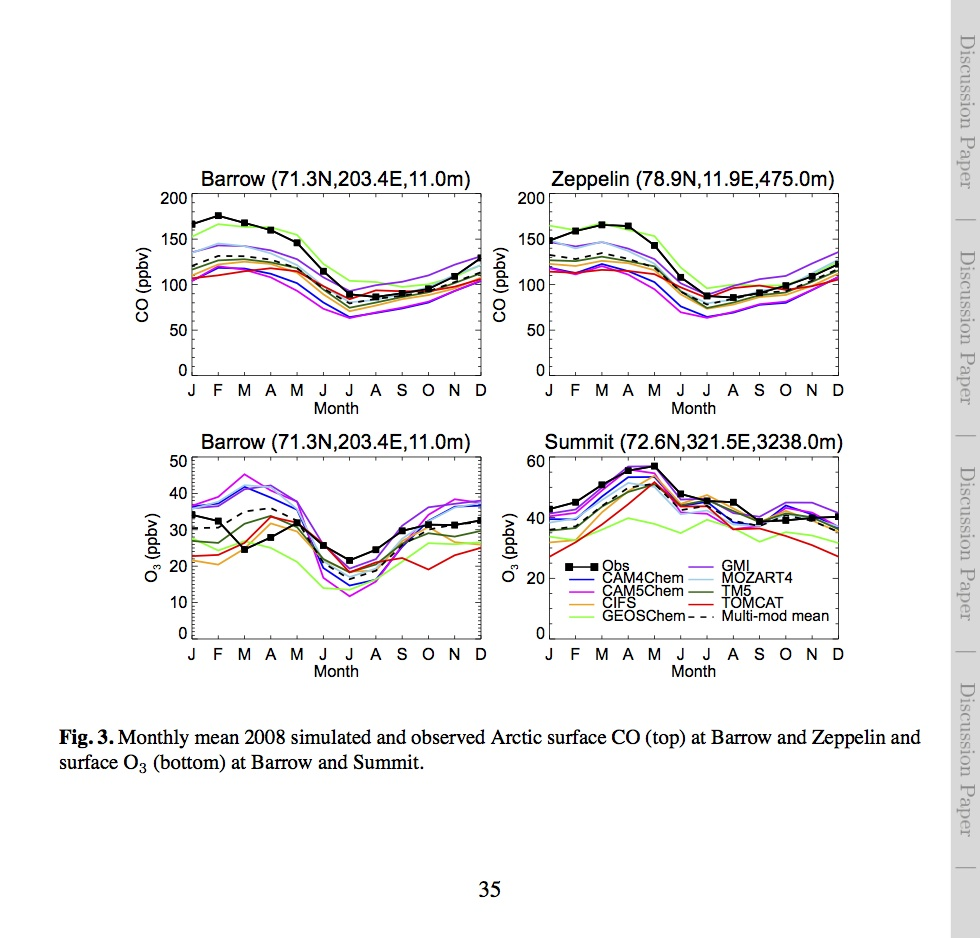 Barrow (71.3N,203.4E,11.0m)
200
150
100
50
0
CO (ppbv)
J F M A M J J A S O N D
Month
Zeppelin (78.9N,11.9E,475.0m)
200
150
100
50
0
CO (ppbv)
J F M A M J J A S O N D
Month
Barrow (71.3N,203.4E,11.0m)
50
40
30
20
10
0
O3 (ppbv)
J F M A M J J A S O N D
Month
Summit (72.6N,321.5E,3238.0m)
60
40
20
0
O3 (ppbv)
Obs
CAM4Chem
CAM5Chem
CIFS
GEOSChem
GMI
MOZART4
TM5
TOMCAT
Multi-mod mean
J F M A M J J A S O N D
Month
Fig. 3. Monthly mean 2008 simulated and observed Arctic surface CO (top) at Barrow and Zeppelin and
surface O3 (bottom) at Barrow and Summit.
35
Discussion Paper | Discussion Paper | Discussion Paper | Discussion Paper |